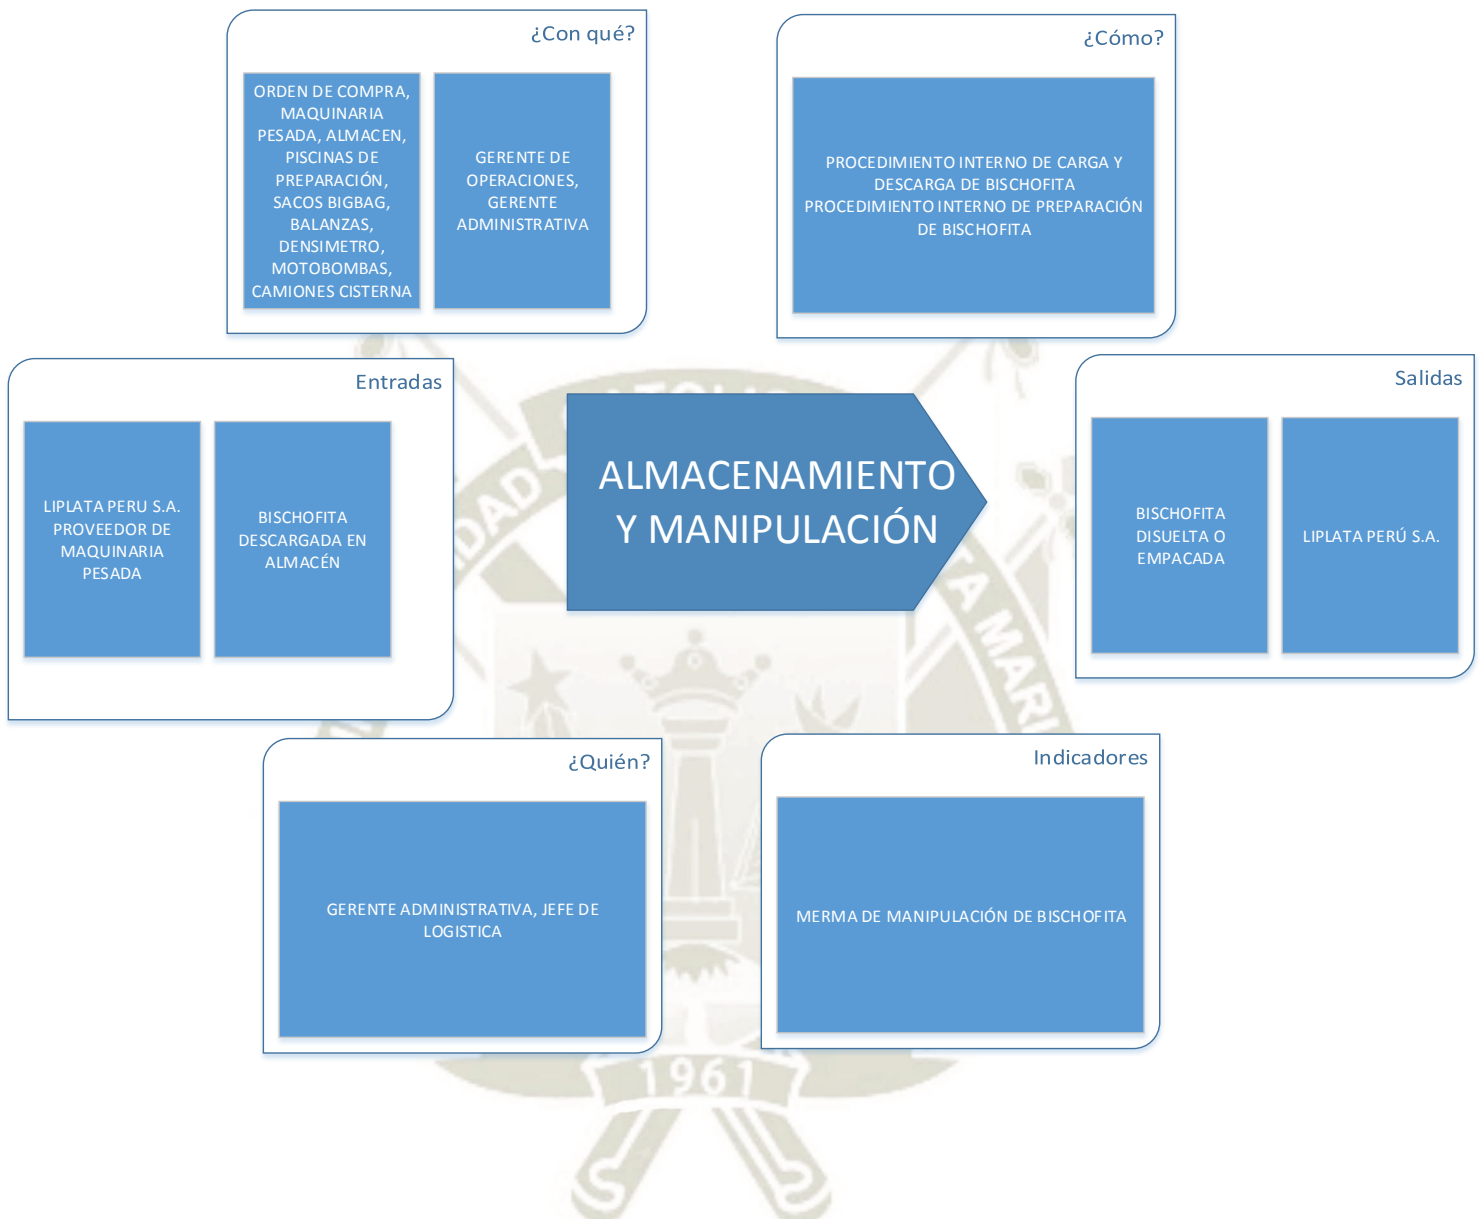 ¿Con qué?
ORDEN DE COMPRA,
MAQUINARIA
PESADA, ALMACEN,
PISCINAS DE
PREPARACIÓN,
SACOS BIGBAG,
BALANZAS,
DENSIMETRO,
MOTOBOMBAS,
CAMIONES CISTERNA
GERENTE DE
OPERACIONES,
GERENTE
ADMINISTRATIVA
¿Cómo?
PROCEDIMIENTO INTERNO DE CARGA Y
DESCARGA DE BISCHOFITA
PROCEDIMIENTO INTERNO DE PREPARACIÓN
DE BISCHOFITA
Entradas
LIPLATA PERU S.A.
PROVEEDOR DE
MAQUINARIA
PESADA
BISCHOFITA
DESCARGADA EN
ALMACÉN
ALMACENAMIENTO
Y MANIPULACIÓN
Salidas
BISCHOFITA
DISUELTA O
EMPACADA
LIPLATA PERÚ S.A.
¿Quién?
GERENTE ADMINISTRATIVA, JEFE DE
LOGISTICA
Indicadores
MERMA DE MANIPULACIÓN DE BISCHOFITA
1961